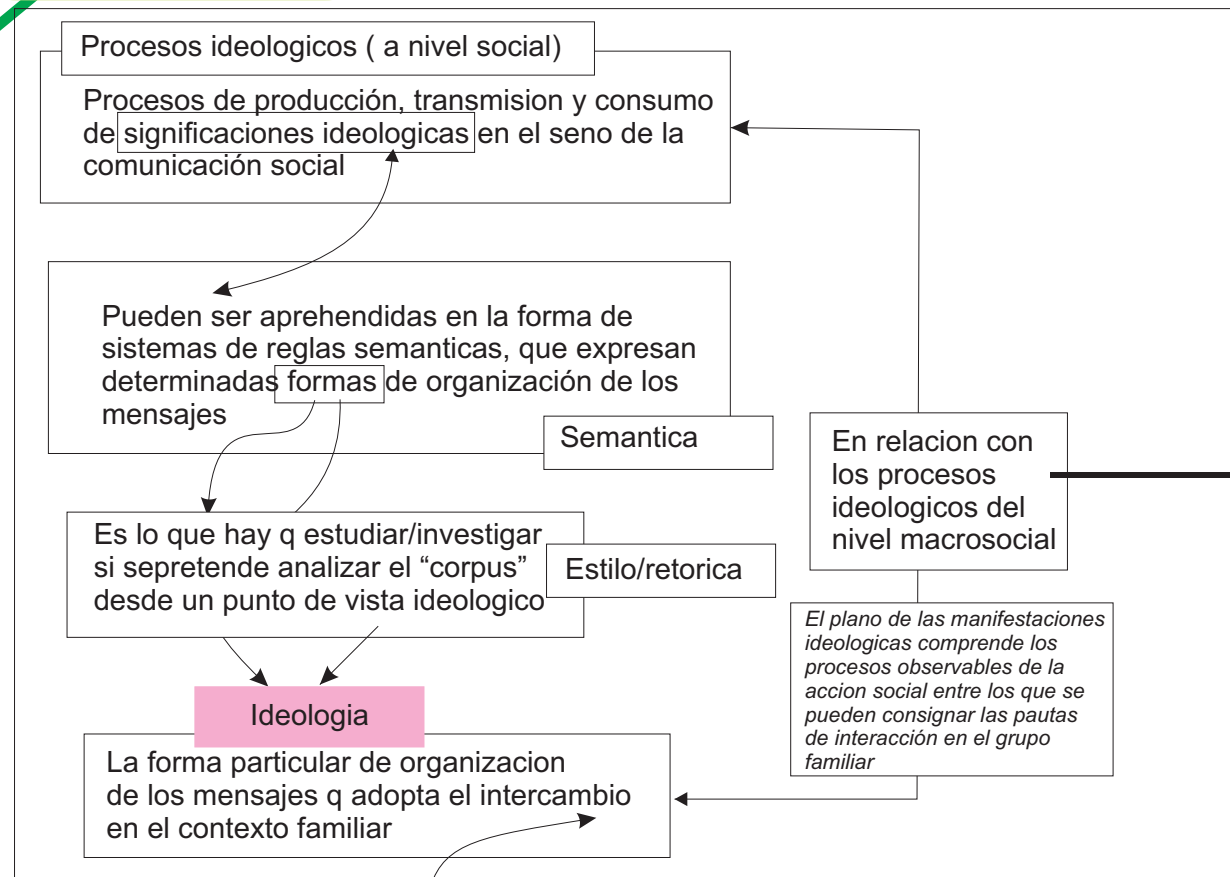 Procesos ideologicos ( a nivel social)
Procesos de producción, transmision y consumo
de significaciones ideologicas en el seno de la
comunicación social
Pueden ser aprehendidas en la forma de
sistemas de reglas semanticas, que expresan
determinadas formas de organización de los
mensajes
Semantica
Es lo que hay q estudiar/investigar
si sepretende analizar el “corpus”
desde un punto de vista ideologico
Estilo/retorica
Ideologia
La forma particular de organizacion
de los mensajes q adopta el intercambio
en el contexto familiar
En relacion con
los procesos
ideologicos del
nivel macrosocial
El plano de las manifestaciones
ideologicas comprende los
procesos observables de la
accion social entre los que se
pueden consignar las pautas
de interacción en el grupo
familiar